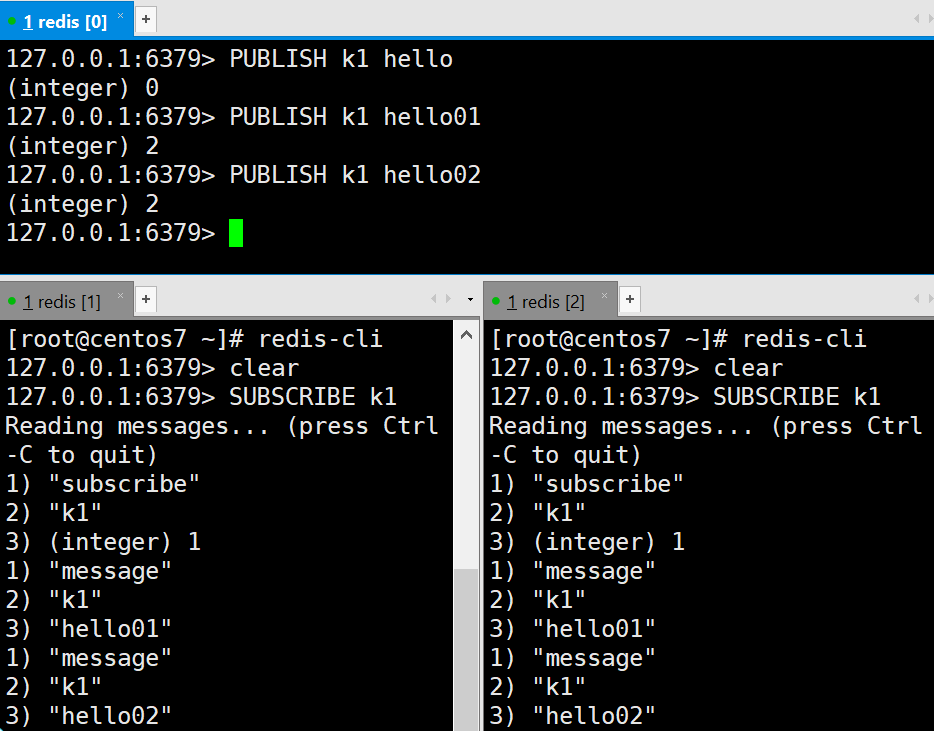 1 redis [0] × +
127.0.0.1:6379> PUBLISH k1 hello
(integer) 0
127.0.0.1:6379> PUBLISH k1 hello01
(integer) 2
127.0.0.1:6379> PUBLISH k1 hello02
(integer) 2
127.0.0.1:6379>
1 redis [1] × +
[root@centos7 ~]# redis-cli
127.0.0.1:6379> clear
127.0.0.1:6379> SUBSCRIBE k1
Reading messages... (press Ctrl
-C to quit)
1) "subscribe"
2) "k1"
3) (integer) 1
1) "message"
2) "k1"
3) "hello01"
1) "message"
2) "k1"
3) "hello02"
1 redis [2] × +
[root@centos7 ~]# redis-cli
127.0.0.1:6379> clear
127.0.0.1:6379> SUBSCRIBE k1
Reading messages... (press Ctrl
-C to quit)
1) "subscribe"
2) "k1"
3) (integer) 1
1) "message"
2) "k1"
3) "hello01"
1) "message"
2) "k1"
3) "hello02"